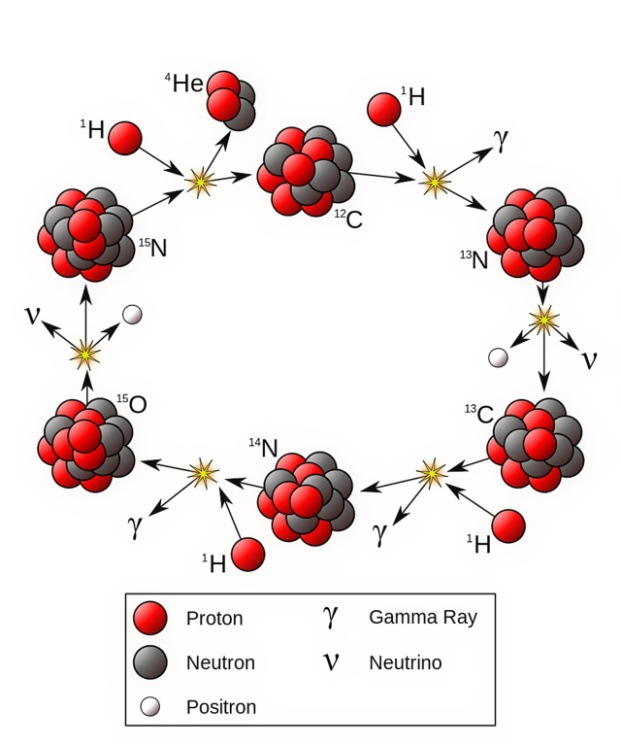 ⁴He
¹H
¹H
γ
¹²C
¹⁵N
¹³N
ν
ν
¹⁵O
¹³C
¹⁴N
γ
γ
¹H
¹H
Proton γ Gamma Ray
Neutron ν Neutrino
Positron